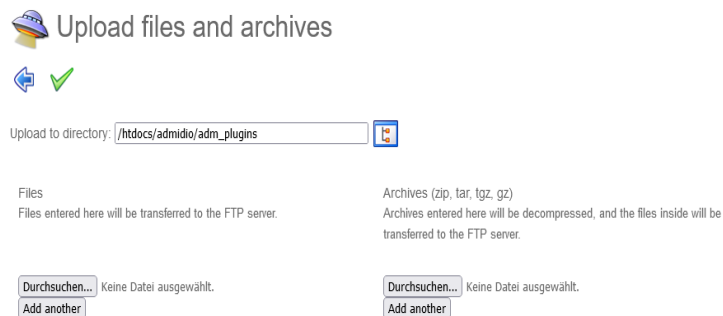 Upload files and archives
Upload to directory: /htdocs/admidio/adm_plugins
Files
Files entered here will be transferred to the FTP server.
Durchsuchen... Keine Datei ausgewählt.
Add another
Archives (zip, tar, tgz, gz)
Archives entered here will be decompressed, and the files inside will be
transferred to the FTP server.
Durchsuchen... Keine Datei ausgewählt.
Add another